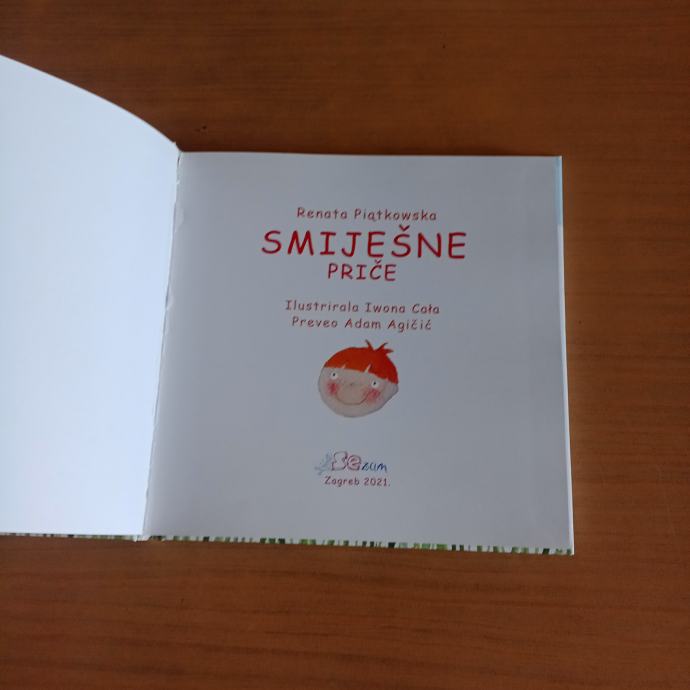 Renata Piątkowska
SMIJEŠNE
PRIČE
Ilustrirala Iwona Cała
Preveo Adam Agičić
Sezam
Zagreb 2021.